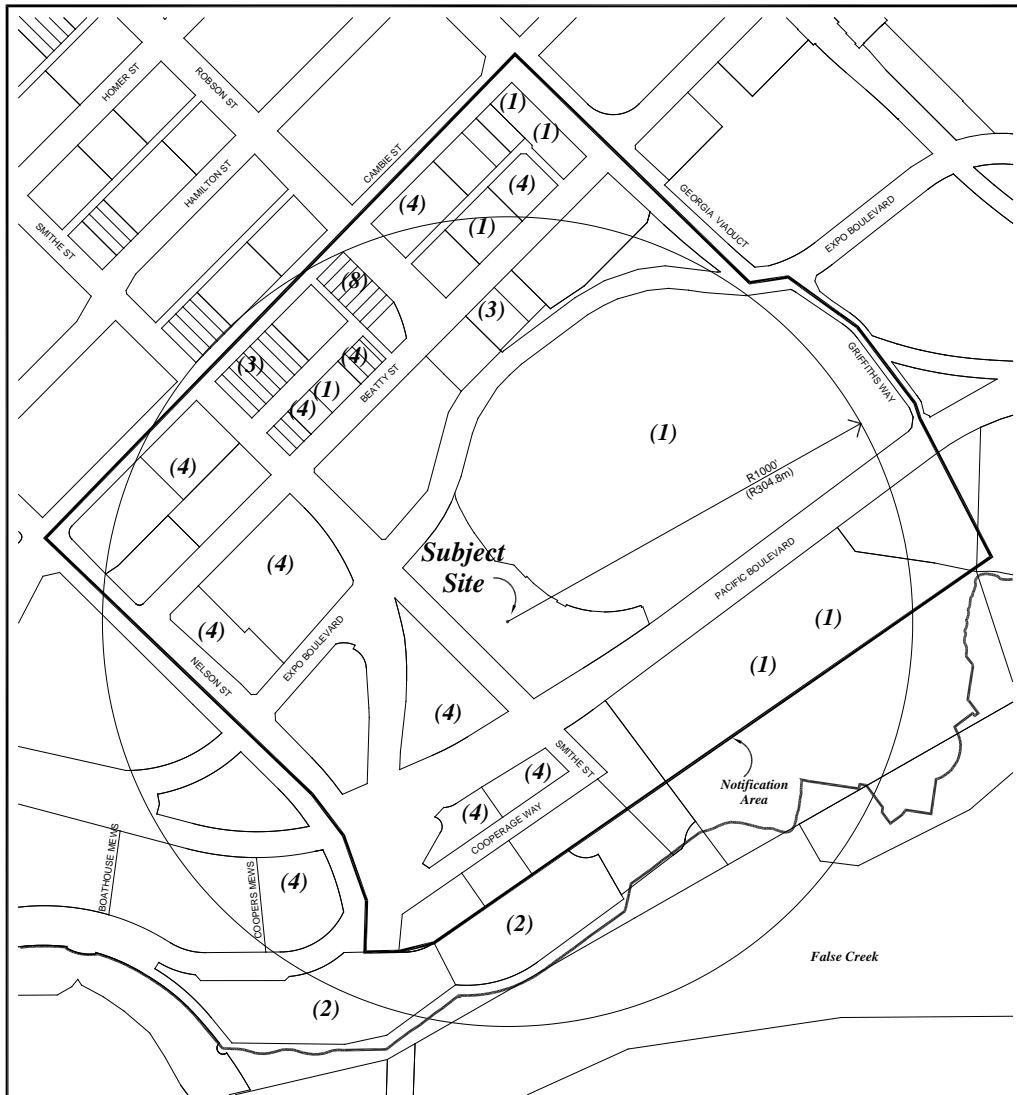 HOMER ST
ROBSON ST
CAMBIE ST
(1)
(1)
HAMILTON ST
(4)
(4)
GEORGIA VIADUCT
EXPO BOULEVARD
SMITHE ST
(1)
(8)
(3)
(3)
(4)
(1)
(4)
BEATTY ST
GRIFFITHS WAY
(1)
(4)
R1000'
(R304.8m)
Subject
Site
PACIFIC BOULEVARD
(4)
(4)
(1)
NELSON ST
EXPO BOULEVARD
(1)
(4)
SMITHE ST
(4)
(4)
Notification
Area
COOPERAGE WAY
BOATHOUSE MEWS
COOPERS MEWS
(4)
(2)
False Creek
(2)